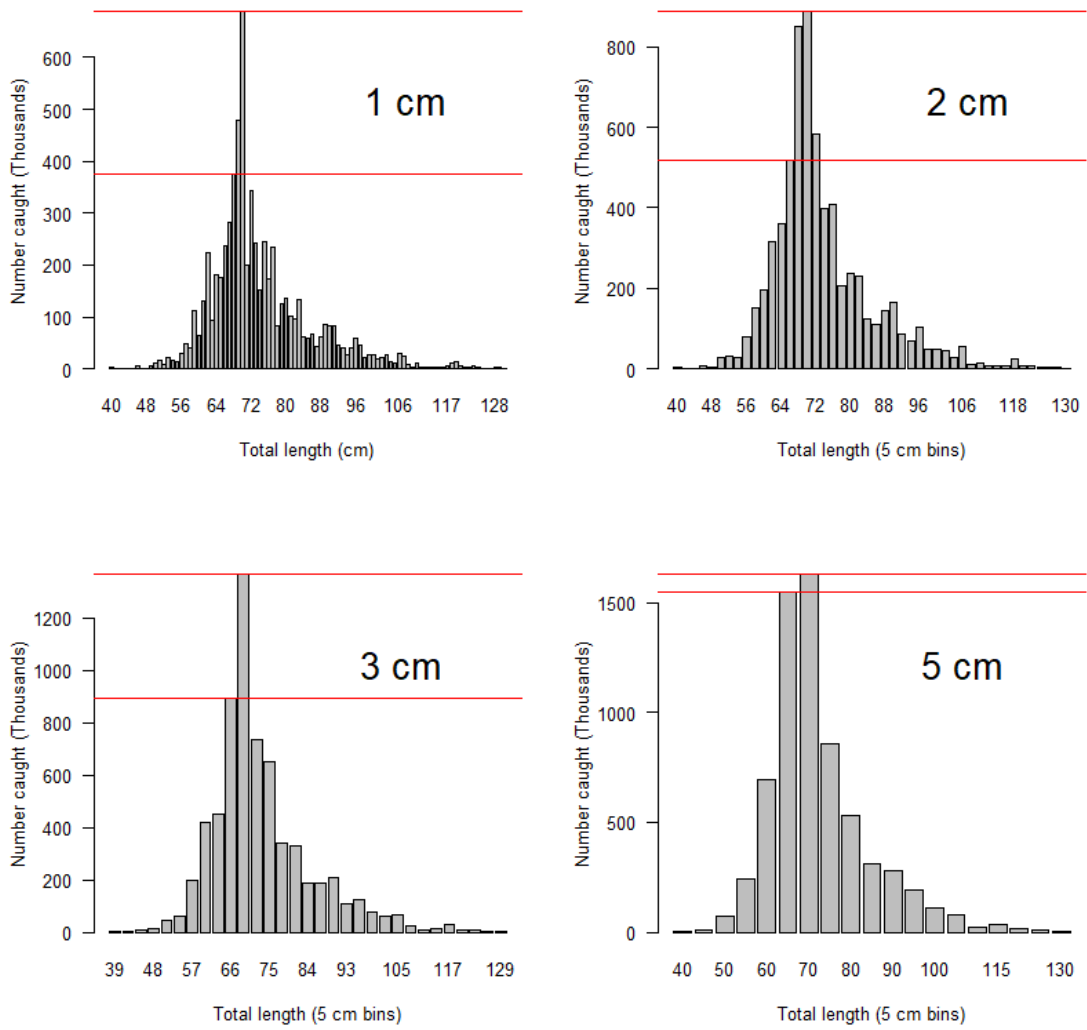 1 cm
Number caught (Thousands)
600
500
400
300
200
100
0
40 48 56 64 72 80 88 96 106 117 128
Total length (cm)
2 cm
Number caught (Thousands)
800
600
400
200
0
40 48 56 64 72 80 88 96 106 118 130
Total length (5 cm bins)
3 cm
Number caught (Thousands)
1200
1000
800
600
400
200
0
39 48 57 66 75 84 93 105 117 129
Total length (5 cm bins)
5 cm
Number caught (Thousands)
1500
1000
500
0
40 50 60 70 80 90 100 115 130
Total length (5 cm bins)